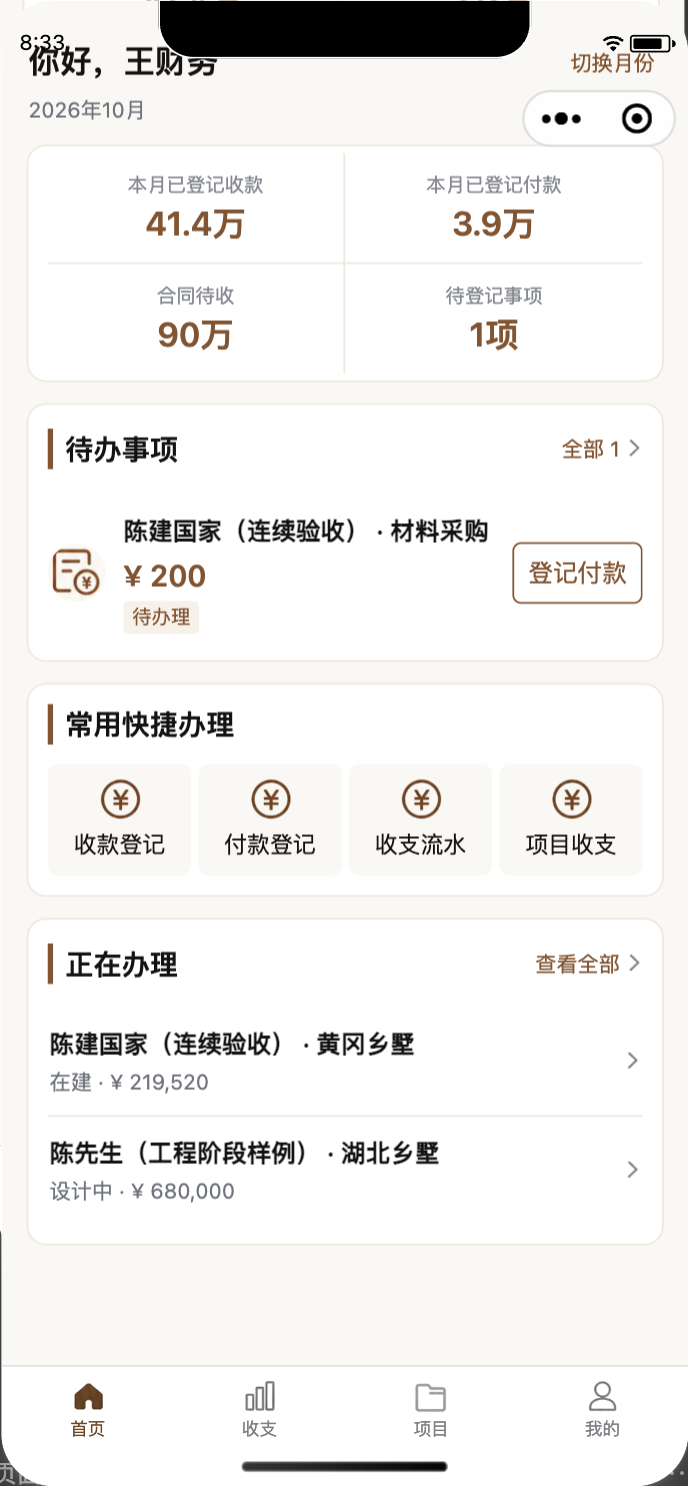 8:33
你好，王财务
切换月份
2026年10月
本月已登记收款
本月已登记付款
41.4万
3.9万
合同待收
待登记事项
90万
1项
待办事项
全部 1
陈建国家（连续验收） · 材料采购
¥ 200
登记付款
待办理
常用快捷办理
收款登记
付款登记
收支流水
项目收支
正在办理
查看全部
陈建国家（连续验收） · 黄冈乡墅
在建 · ¥ 219,520
陈先生（工程阶段样例） · 湖北乡墅
设计中 · ¥ 680,000
首页
收支
项目
我的